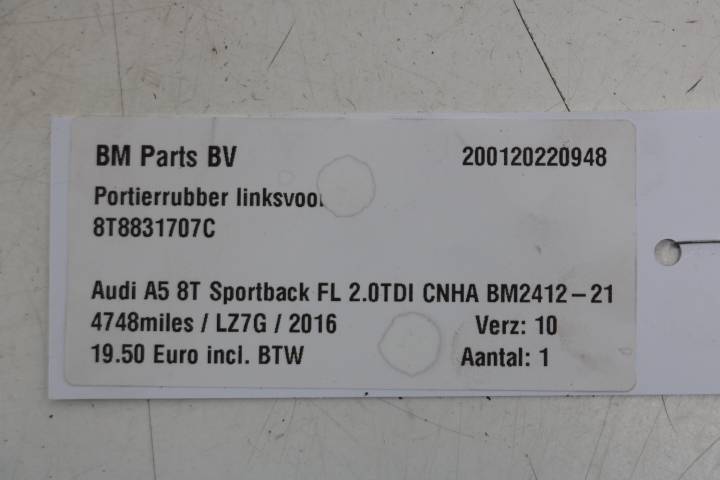 BM Parts BV 200120220948
Portierrubber linksvoor
8T8831707C
Audi A5 8T Sportback FL 2.0TDI CNHA BM2412-21
4748miles / LZ7G / 2016 Verz: 10
19.50 Euro incl. BTW Aantal: 1